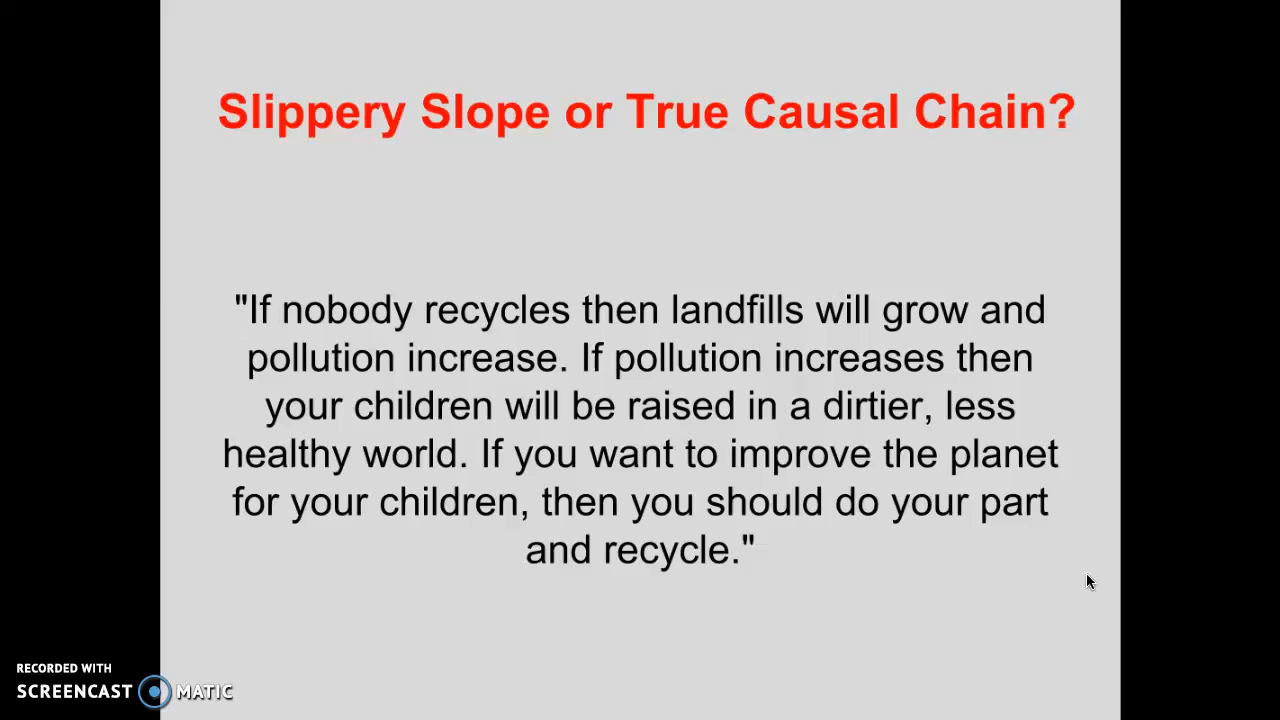 Slippery Slope or True Causal Chain?
"If nobody recycles then landfills will grow and
pollution increase. If pollution increases then
your children will be raised in a dirtier, less
healthy world. If you want to improve the planet
for your children, then you should do your part
and recycle."
RECORDED WITH
SCREENCAST MATIC